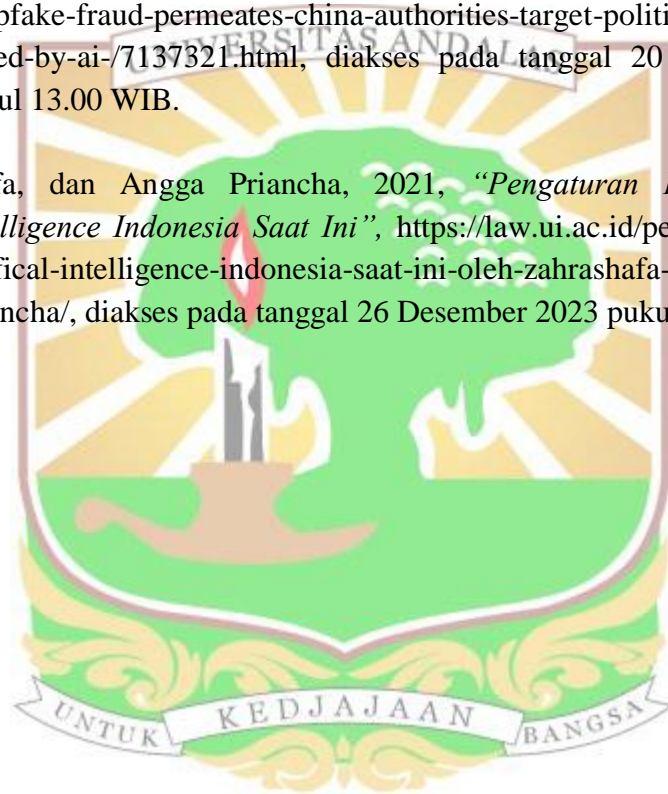 pfake-fraud-permeates-china-authorities-target-politi
ed-by-ai-/7137321.html, diakses pada tanggal 20
UNIVERSITAS ANDALAS
ul 13.00 WIB.
fa, dan Angga Priancha, 2021, “Pengaturan
lligence Indonesia Saat Ini”, https://law.ui.ac.id/pe
fical-intelligence-indonesia-saat-ini-oleh-zahrashafa-
ncha/, diakses pada tanggal 26 Desember 2023 puku
UNTUK KEDJAJAAN BANGSA